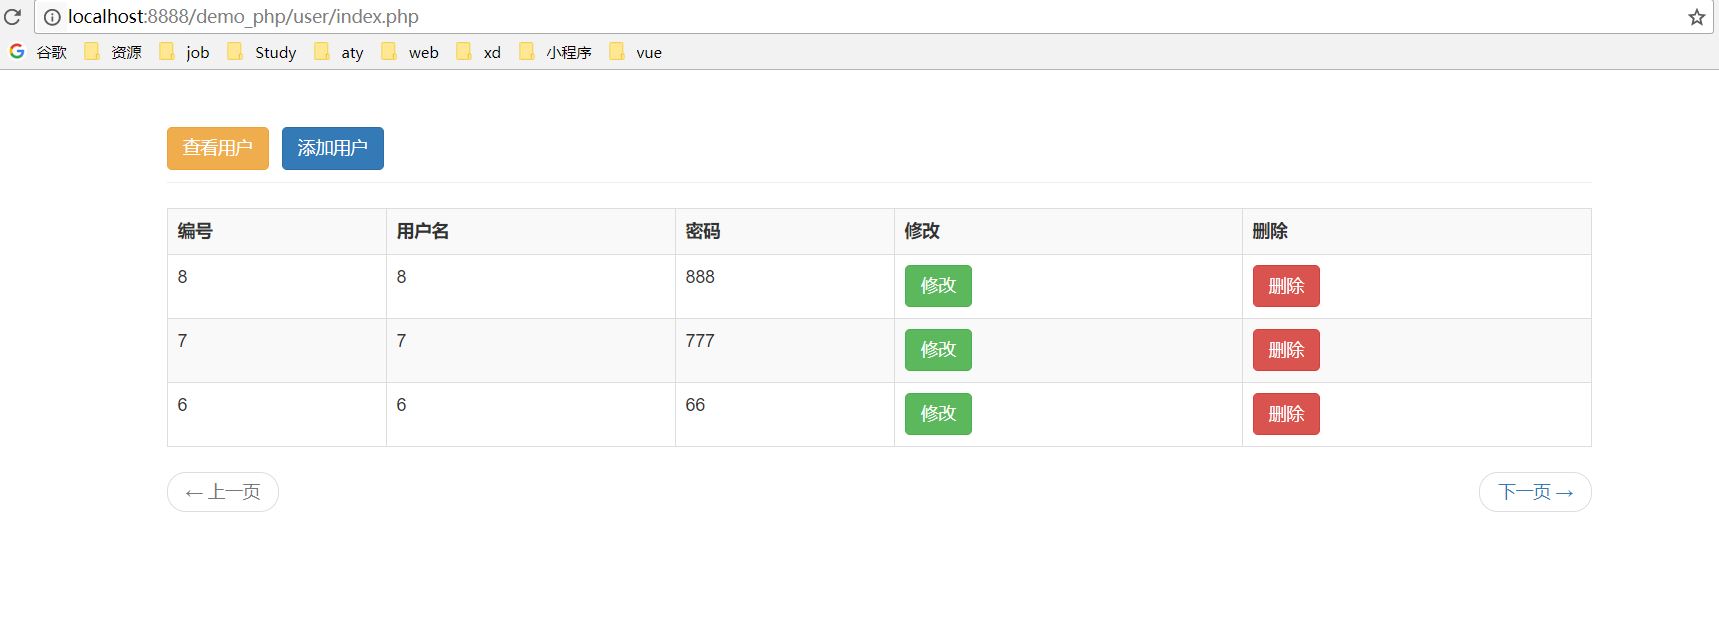 localhost:8888/demo_php/user/index.php
谷歌 资源 job Study aty web xd 小程序 vue
查看用户 添加用户
编号 用户名 密码 修改 删除
8 8 888 修改 删除
7 7 777 修改 删除
6 6 66 修改 删除
← 上一页 下一页 →